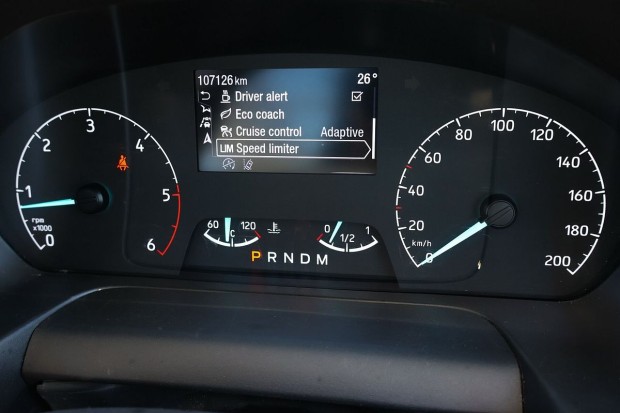 107126 km 26°
Driver alert
Eco coach
Cruise control Adaptive
LIM Speed limiter
0 1 2 3 4 5 6
rpm
x1000
60 120
°C
0 1/2 1
P R N D M
0 20 40 60 80 100 120 140 160 180 200
km/h